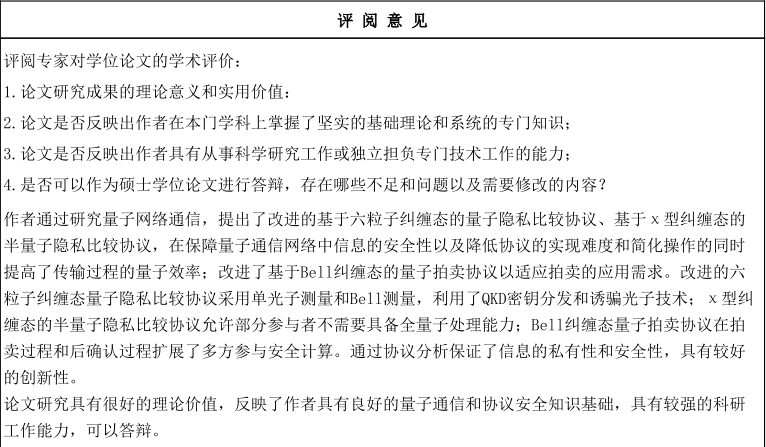 评 阅 意 见
评阅专家对学位论文的学术评价：
1.论文研究成果的理论意义和实用价值：
2.论文是否反映出作者在本门学科上掌握了坚实的基础理论和系统的专门知识；
3.论文是否反映出作者具有从事科学研究工作或独立担负专门技术工作的能力；
4.是否可以作为硕士学位论文进行答辩，存在哪些不足和问题以及需要修改的内容？
作者通过研究量子网络通信，提出了改进的基于六粒子纠缠态的量子隐私比较协议、基于χ型纠缠态的
半量子隐私比较协议，在保障量子通信网络中信息的安全性以及降低协议的实现难度和简化操作的同时
提高了传输过程的量子效率；改进了基于Bell纠缠态的量子拍卖协议以适应拍卖的应用需求。改进的六
粒子纠缠态量子隐私比较协议采用单光子测量和Bell测量，利用了QKD密钥分发和诱骗光子技术；χ型纠
缠态的半量子隐私比较协议允许部分参与者不需要具备全量子处理能力；Bell纠缠态量子拍卖协议在拍
卖过程和后确认过程扩展了多方参与安全计算。通过协议分析保证了信息的私有性和安全性，具有较好
的创新性。
论文研究具有很好的理论价值，反映了作者具有良好的量子通信和协议安全知识基础，具有较强的科研
工作能力，可以答辩。